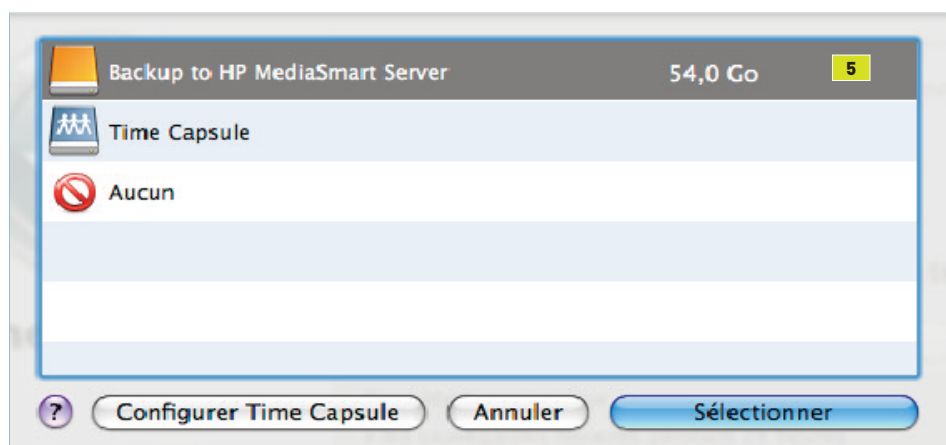 Backup to HP MediaSmart Server 54,0 Go 5
Time Capsule
Aucun
? Configurer Time Capsule Annuler Sélectionner